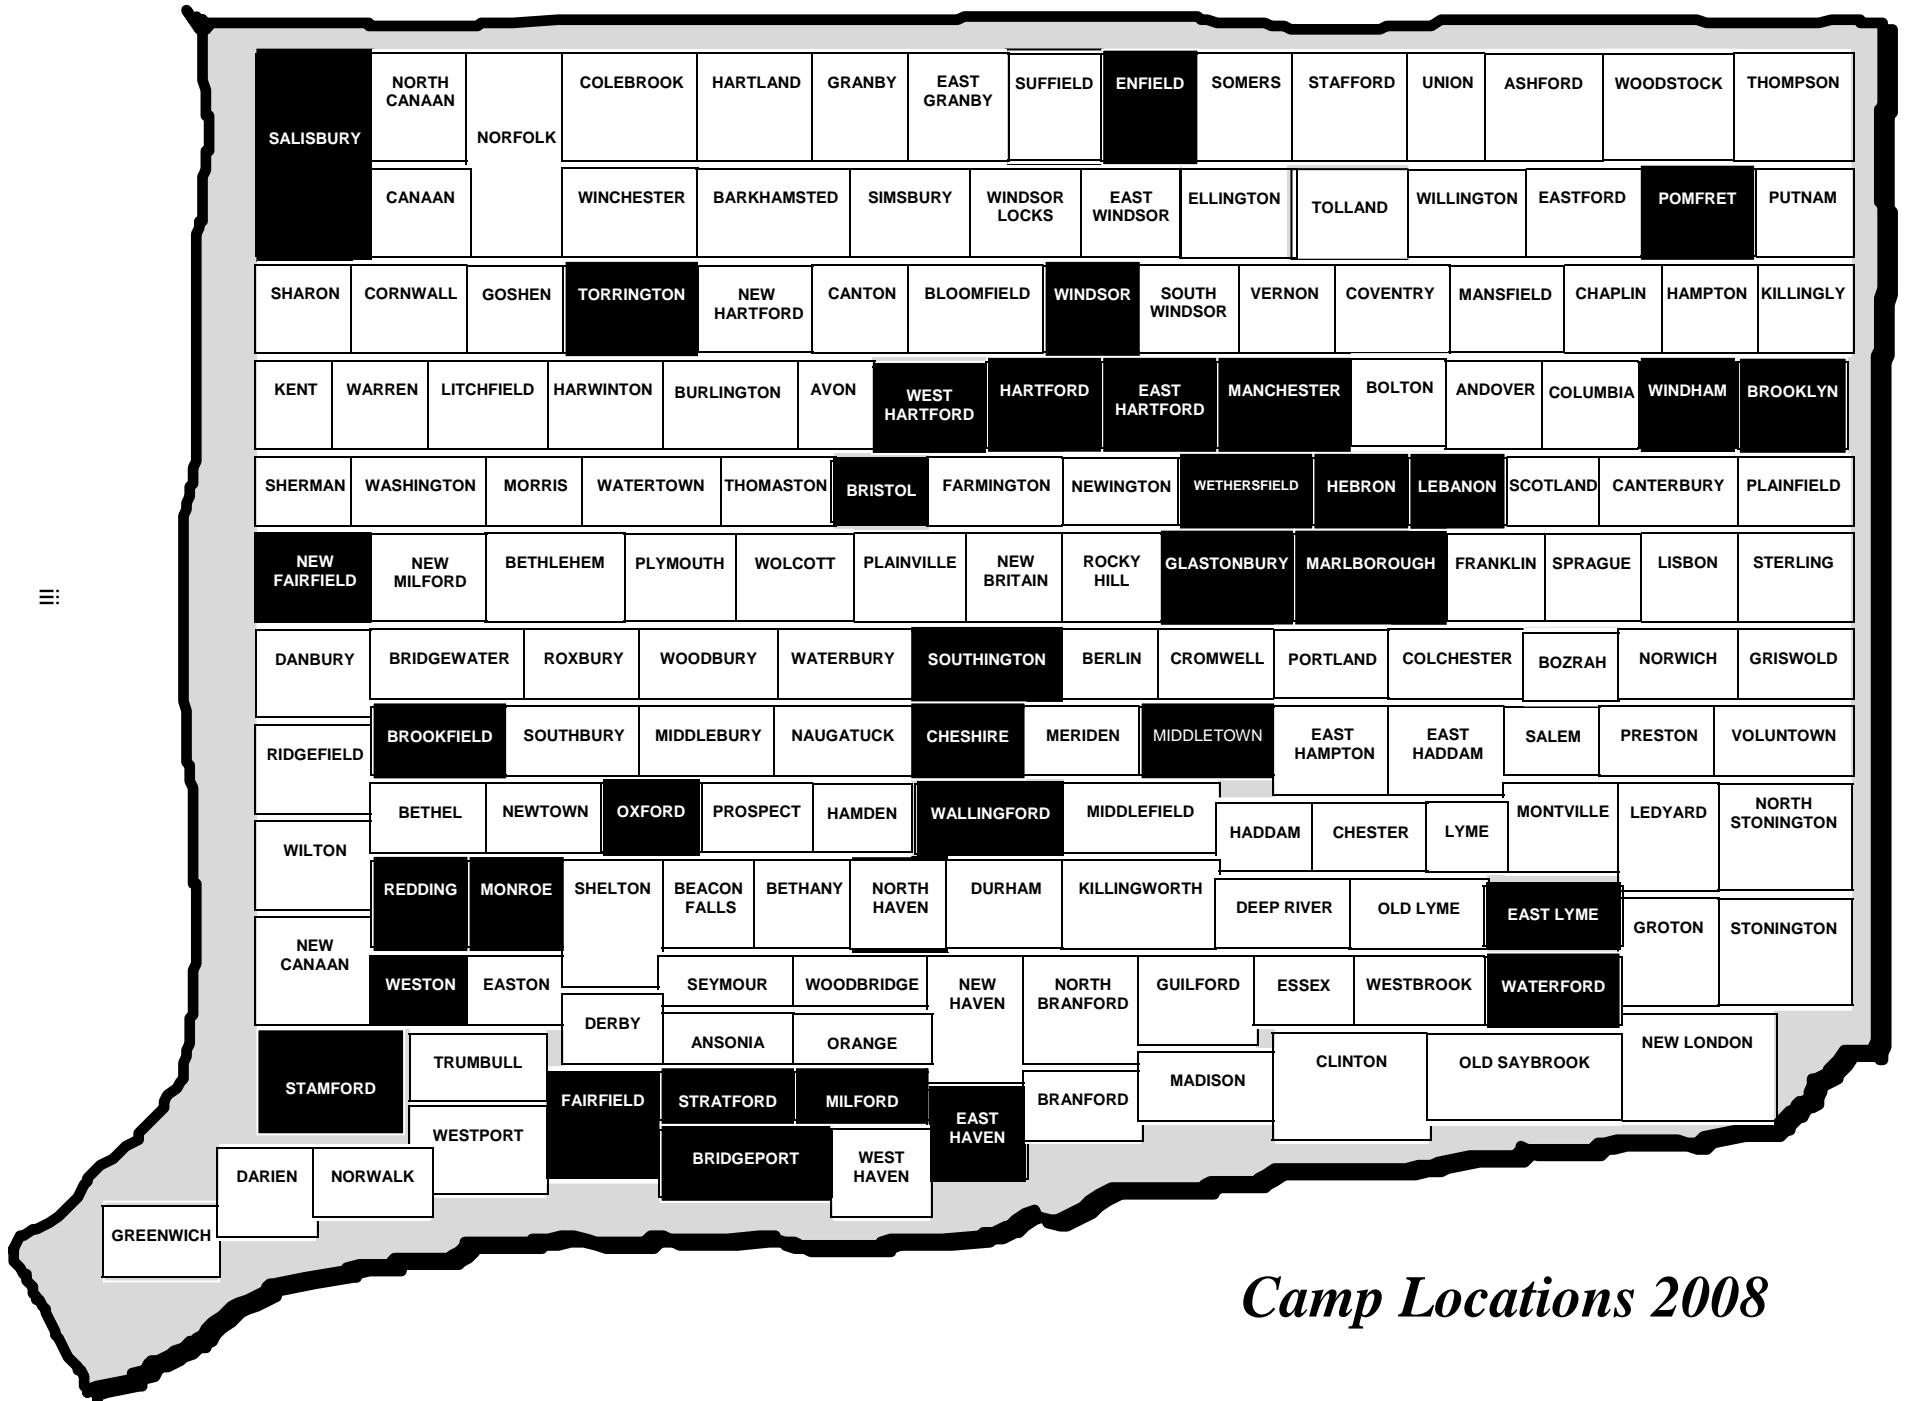 NORTH
CANAAN
COLEBROOK
HARTLAND
GRANBY
EAST
GRANBY
SUFFIELD
ENFIELD
SOMERS
STAFFORD
UNION
ASHFORD
WOODSTOCK
THOMPSON
SALISBURY
NORFOLK
CANAAN
WINCHESTER
BARKHAMSTED
SIMSBURY
WINDSOR
LOCKS
EAST
WINDSOR
ELLINGTON
TOLLAND
WILLINGTON
EASTFORD
POMFRET
PUTNAM
SHARON
CORNWALL
GOSHEN
TORRINGTON
NEW
HARTFORD
CANTON
BLOOMFIELD
WINDSOR
SOUTH
WINDSOR
VERNON
COVENTRY
MANSFIELD
CHAPLIN
HAMPTON
KILLINGLY
KENT
WARREN
LITCHFIELD
HARWINTON
BURLINGTON
AVON
WEST
HARTFORD
HARTFORD
EAST
HARTFORD
MANCHESTER
BOLTON
ANDOVER
COLUMBIA
WINDHAM
BROOKLYN
SHERMAN
WASHINGTON
MORRIS
WATERTOWN
THOMASTON
BRISTOL
FARMINGTON
NEWINGTON
WETHERSFIELD
HEBRON
LEBANON
SCOTLAND
CANTERBURY
PLAINFIELD
NEW
FAIRFIELD
NEW
MILFORD
BETHLEHEM
PLYMOUTH
WOLCOTT
PLAINVILLE
NEW
BRITAIN
ROCKY
HILL
GLASTONBURY
MARLBOROUGH
FRANKLIN
SPRAGUE
LISBON
STERLING
DANBURY
BRIDGEWATER
ROXBURY
WOODBURY
WATERBURY
SOUTHINGTON
BERLIN
CROMWELL
PORTLAND
COLCHESTER
BOZRAH
NORWICH
GRISWOLD
RIDGEFIELD
BROOKFIELD
SOUTHBURY
MIDDLEBURY
NAUGATUCK
CHESHIRE
MERIDEN
MIDDLETOWN
EAST
HAMPTON
EAST
HADDAM
SALEM
PRESTON
VOLUNTOWN
BETHEL
NEWTOWN
OXFORD
PROSPECT
HAMDEN
WALLINGFORD
MIDDLEFIELD
HADDAM
CHESTER
LYME
MONTVILLE
LEDYARD
NORTH
STONINGTON
WILTON
REDDING
MONROE
SHELTON
BEACON
FALLS
BETHANY
NORTH
HAVEN
DURHAM
KILLINGWORTH
DEEP RIVER
OLD LYME
EAST LYME
GROTON
STONINGTON
NEW
CANAAN
WESTON
EASTON
SEYMOUR
WOODBRIDGE
NEW
HAVEN
NORTH
BRANFORD
GUILFORD
ESSEX
WESTBROOK
WATERFORD
DERBY
ANSONIA
ORANGE
NEW LONDON
STAMFORD
TRUMBULL
CLINTON
OLD SAYBROOK
MADISON
FAIRFIELD
STRATFORD
MILFORD
EAST
HAVEN
BRANFORD
WESTPORT
BRIDGEPORT
WEST
HAVEN
DARIEN
NORWALK
GREENWICH
Camp Locations 2008